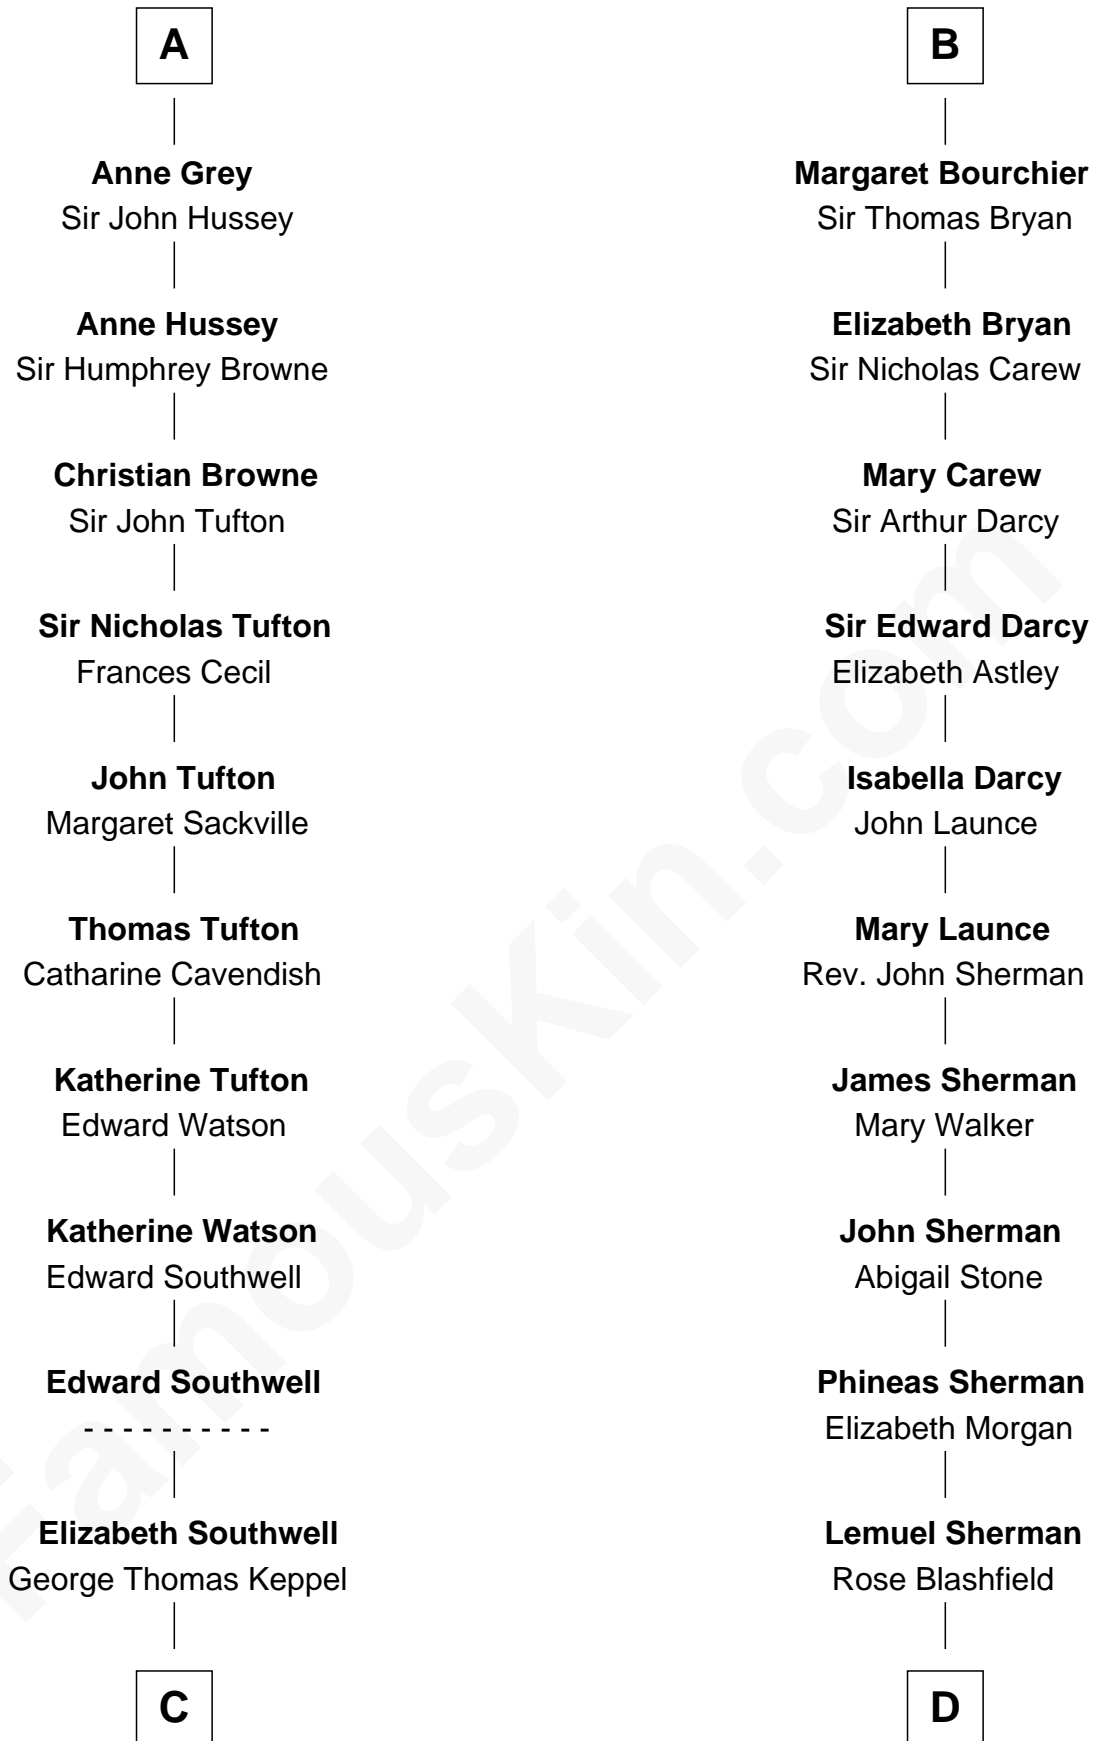 A
Anne Grey
Sir John Hussey
Anne Hussey
Sir Humphrey Browne
Christian Browne
Sir John Tufton
Sir Nicholas Tufton
Frances Cecil
John Tufton
Margaret Sackville
Thomas Tufton
Catharine Cavendish
Katherine Tufton
Edward Watson
Katherine Watson
Edward Southwell
Edward Southwell
- - - - - - - - - -
Elizabeth Southwell
George Thomas Keppel
C
B
Margaret Bourchier
Sir Thomas Bryan
Elizabeth Bryan
Sir Nicholas Carew
Mary Carew
Sir Arthur Darcy
Sir Edward Darcy
Elizabeth Astley
Isabella Darcy
John Launce
Mary Launce
Rev. John Sherman
James Sherman
Mary Walker
John Sherman
Abigail Stone
Phineas Sherman
Elizabeth Morgan
Lemuel Sherman
Rose Blashfield
D
FamousKin.com